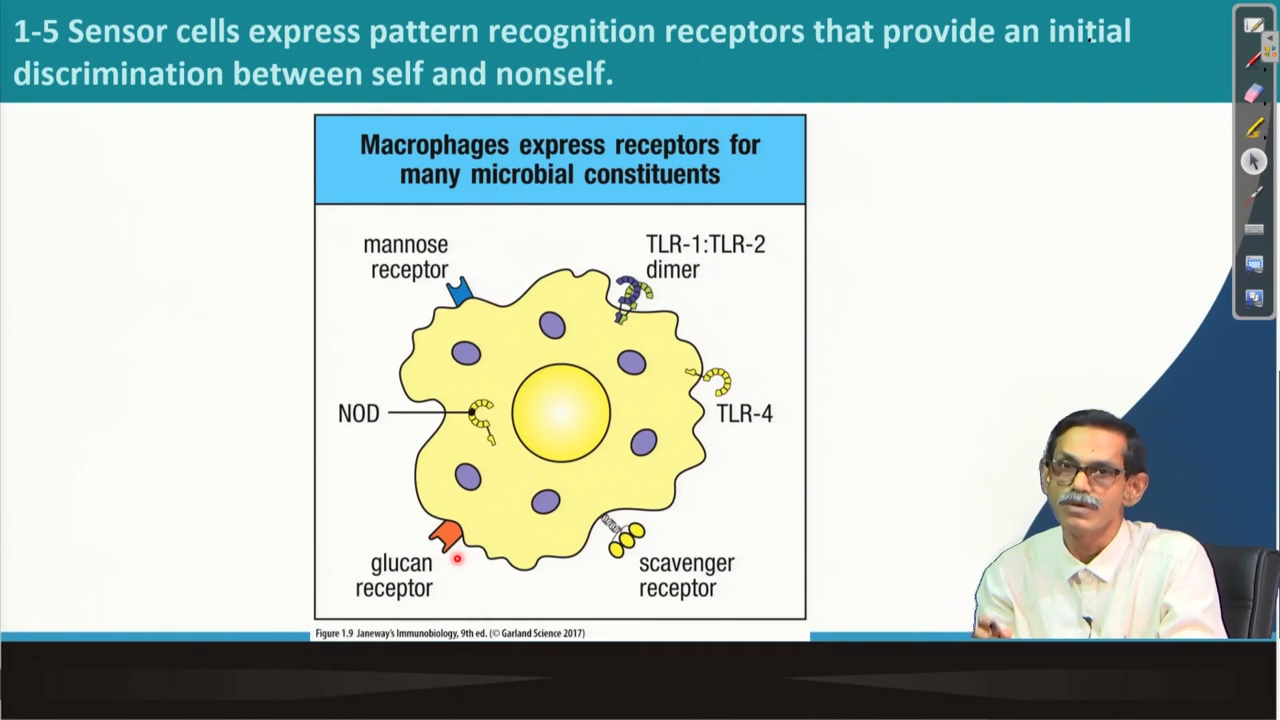 1-5 Sensor cells express pattern recognition receptors that provide an initial
discrimination between self and nonself.
Macrophages express receptors for
many microbial constituents
mannose
receptor
TLR-1:TLR-2
dimer
NOD
TLR-4
glucan
receptor
scavenger
receptor
Figure 1.9 Janeway's Immunobiology, 9th ed. (© Garland Science 2017)